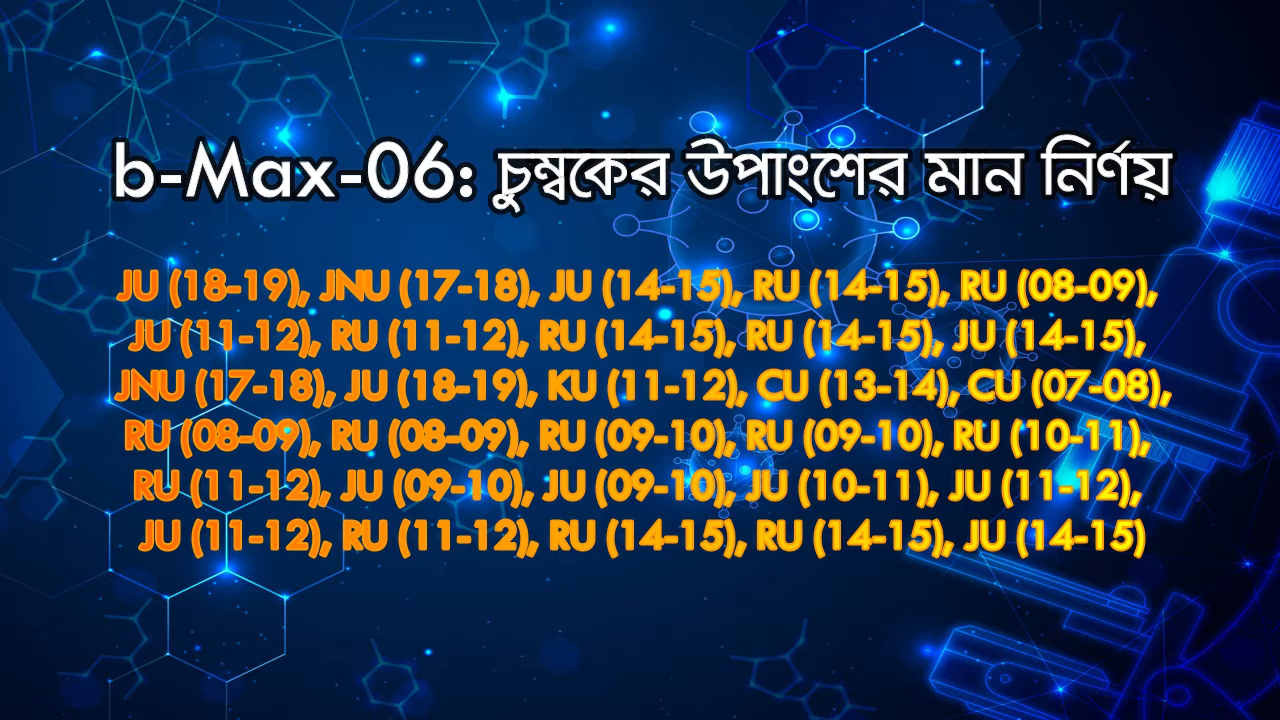 b-Max-06: চুম্বকের উপাংশের মান নির্ণয়
JU (18-19), JNU (17-18), JU (14-15), RU (14-15), RU (08-09),
JU (11-12), RU (11-12), RU (14-15), RU (14-15), JU (14-15),
JNU (17-18), JU (18-19), KU (11-12), CU (13-14), CU (07-08),
RU (08-09), RU (08-09), RU (09-10), RU (09-10), RU (10-11),
RU (11-12), JU (09-10), JU (09-10), JU (10-11), JU (11-12),
JU (11-12), RU (11-12), RU (14-15), RU (14-15), JU (14-15)